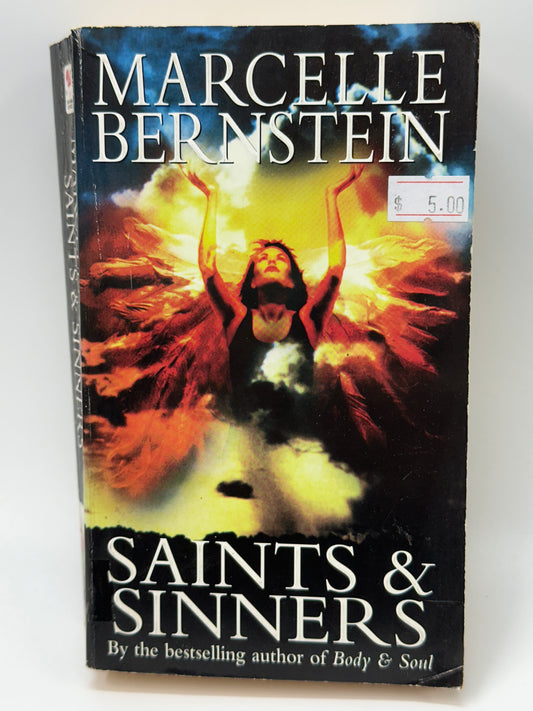 MARCELLE
BERNSTEIN
$ 5.00
SAINTS &
SINNERS
By the bestselling author of Body & Soul
SAINTS & SINNERS